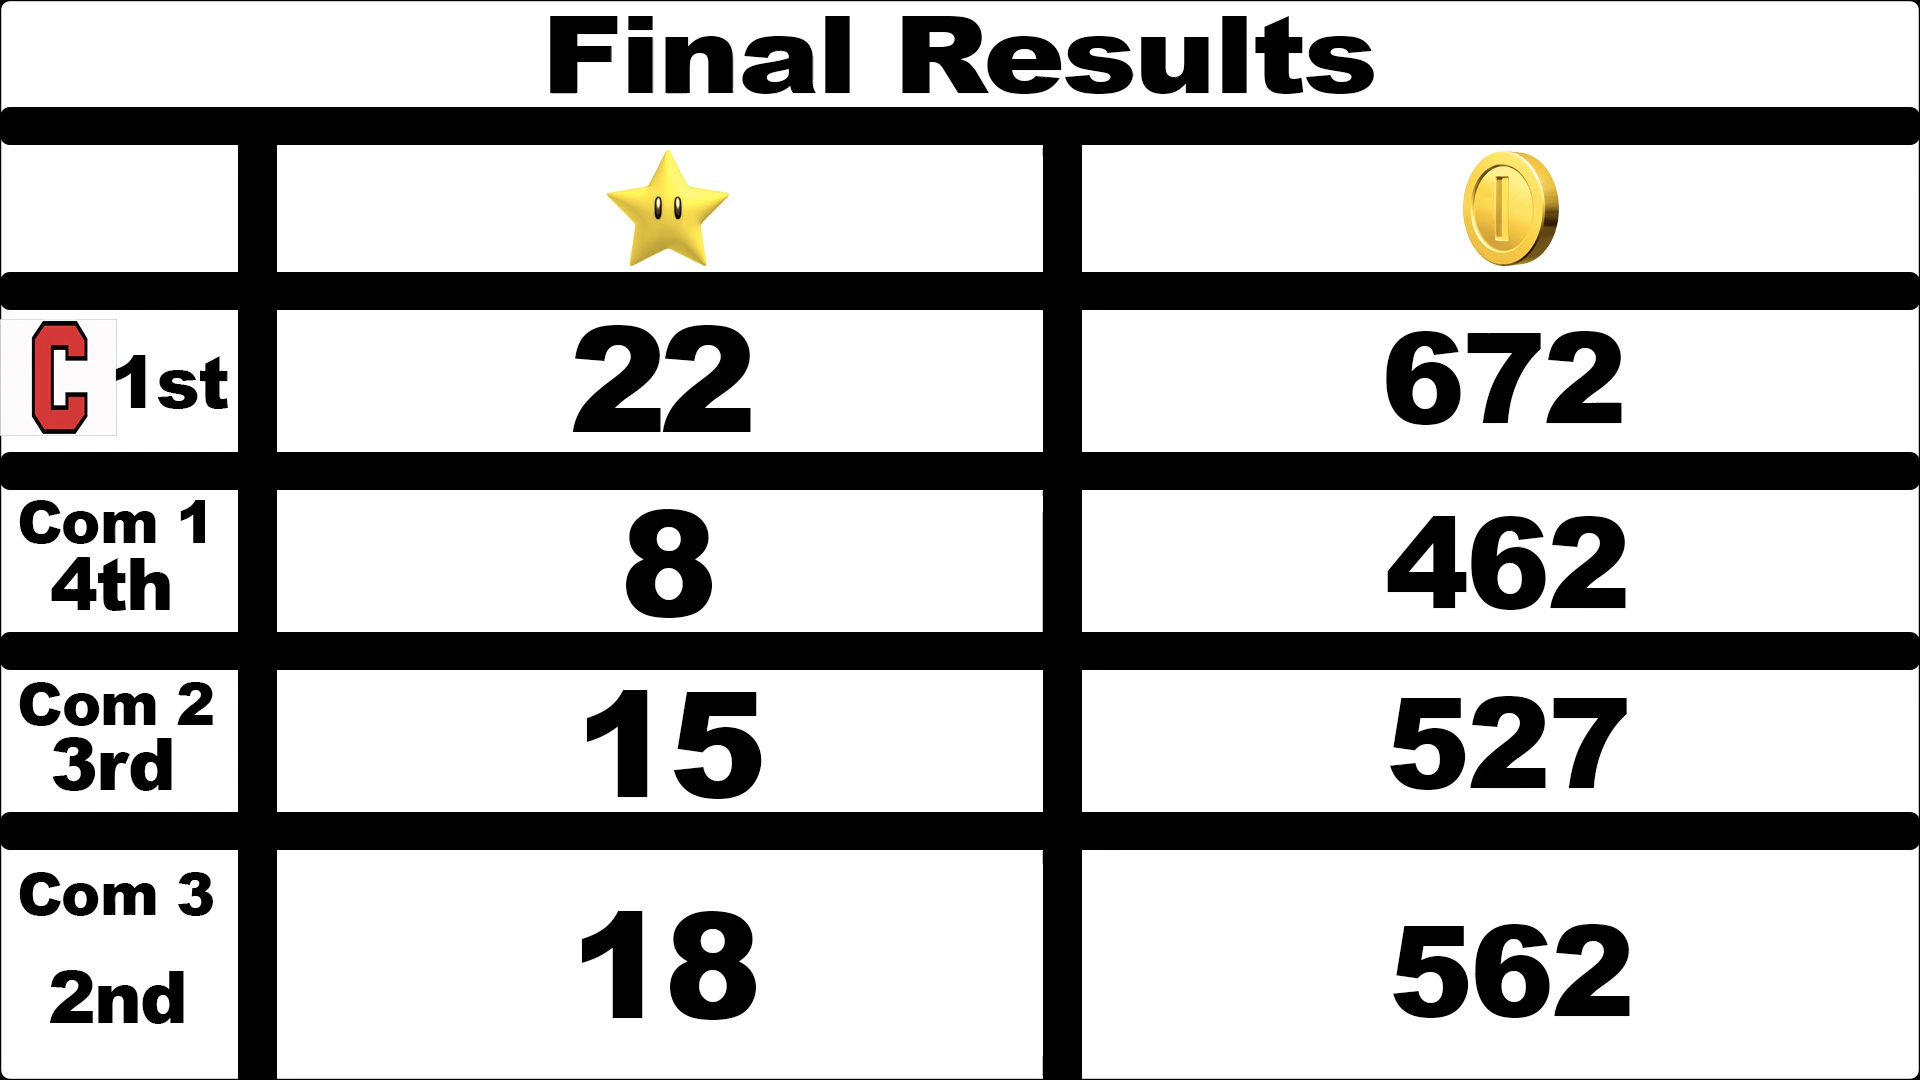 Final Results
C 1st 22 672
Com 1
4th 8 462
Com 2
3rd 15 527
Com 3
2nd 18 562